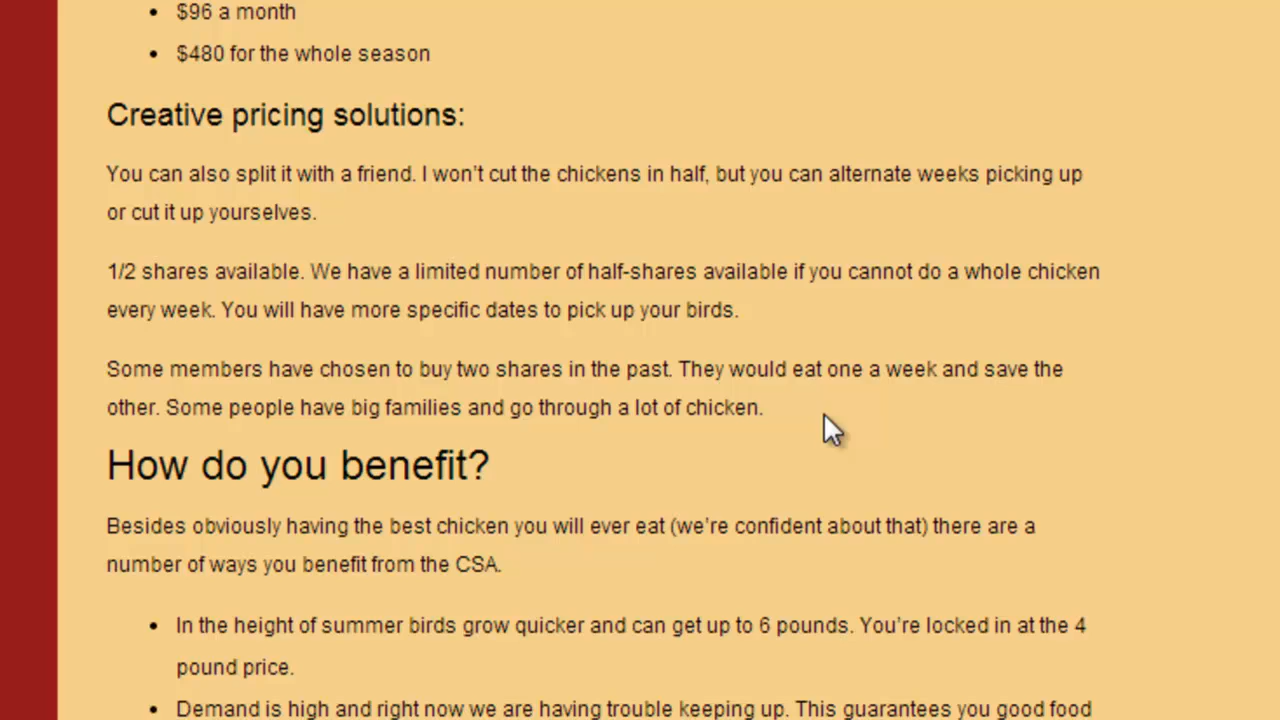 • $96 a month
• $480 for the whole season
Creative pricing solutions:
You can also split it with a friend. I won't cut the chickens in half, but you can alternate weeks picking up
or cut it up yourselves.
1/2 shares available. We have a limited number of half-shares available if you cannot do a whole chicken
every week. You will have more specific dates to pick up your birds.
Some members have chosen to buy two shares in the past. They would eat one a week and save the
other. Some people have big families and go through a lot of chicken.
How do you benefit?
Besides obviously having the best chicken you will ever eat (we're confident about that) there are a
number of ways you benefit from the CSA.
• In the height of summer birds grow quicker and can get up to 6 pounds. You're locked in at the 4
pound price.
• Demand is high and right now we are having trouble keeping up. This guarantees you good food